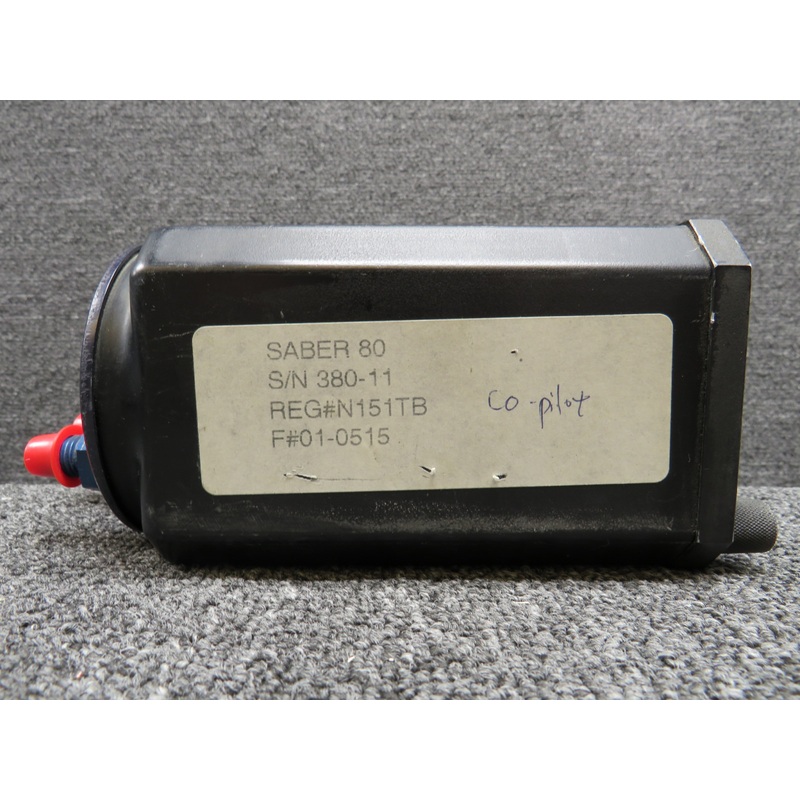 SABER 80
S/N 380-11
REG#N151TB
F#01-0515
co-pilot